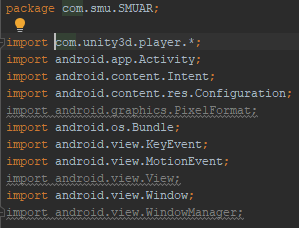 package com.smu.SMUAR;
import com.unity3d.player.*;
import android.app.Activity;
import android.content.Intent;
import android.content.res.Configuration;
import android.graphics.PixelFormat;
import android.os.Bundle;
import android.view.KeyEvent;
import android.view.MotionEvent;
import android.view.View;
import android.view.Window;
import android.view.WindowManager;